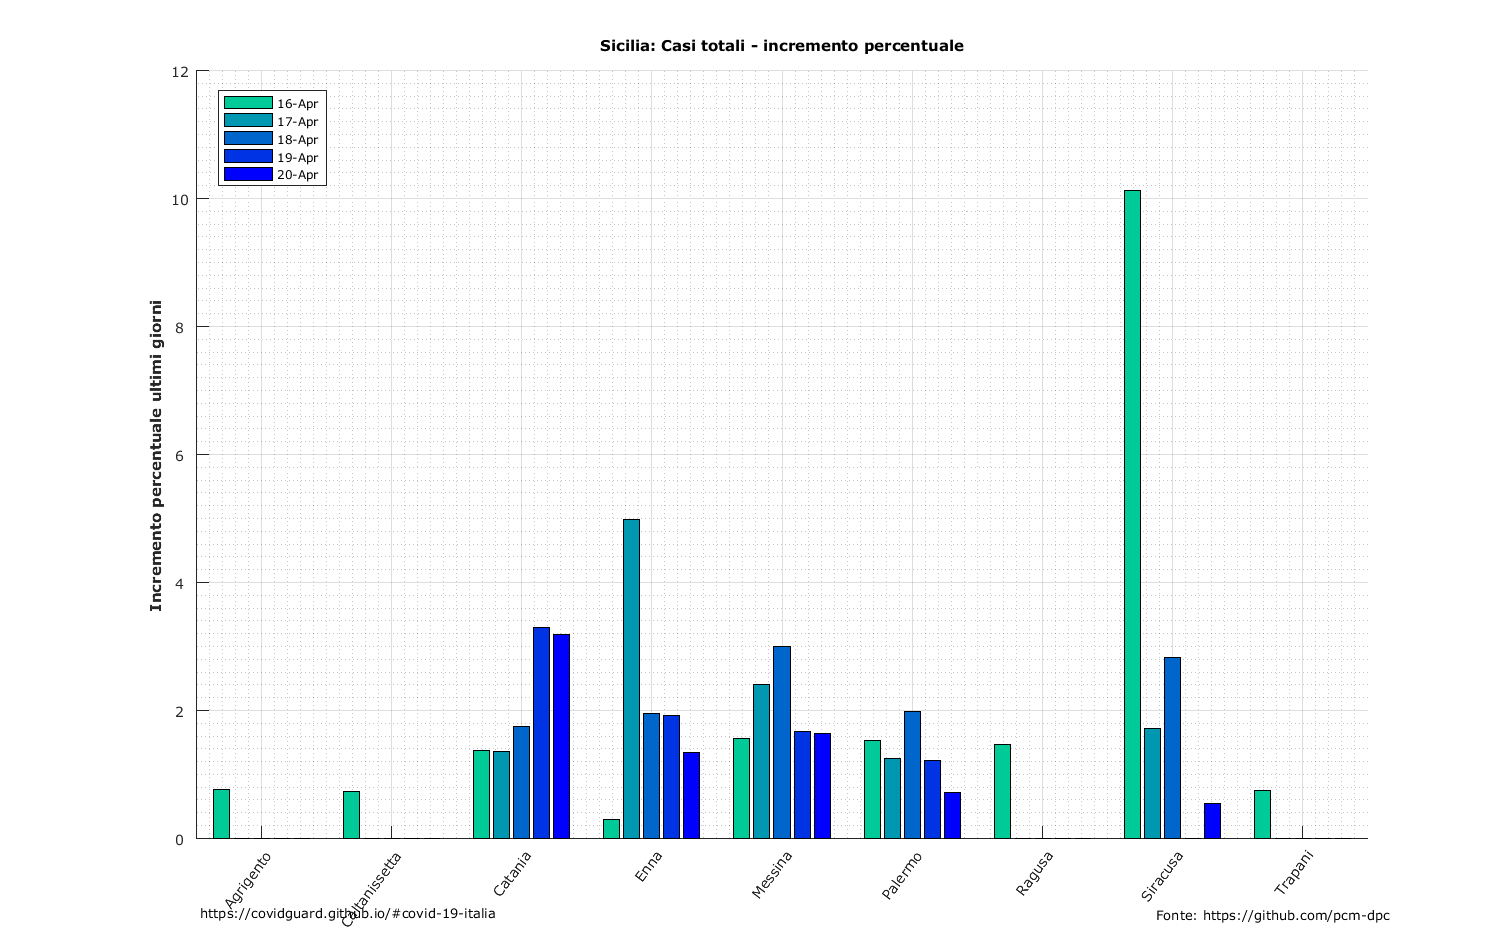 Sicilia: Casi totali - incremento percentuale
Incremento percentuale ultimi giorni
12
10
8
6
4
2
0
16-Apr
17-Apr
18-Apr
19-Apr
20-Apr
Agrigento
Caltanissetta
Catania
Enna
Messina
Palermo
Ragusa
Siracusa
Trapani
https://covidguard.github.io/#covid-19-italia
Fonte: https://github.com/pcm-dpc